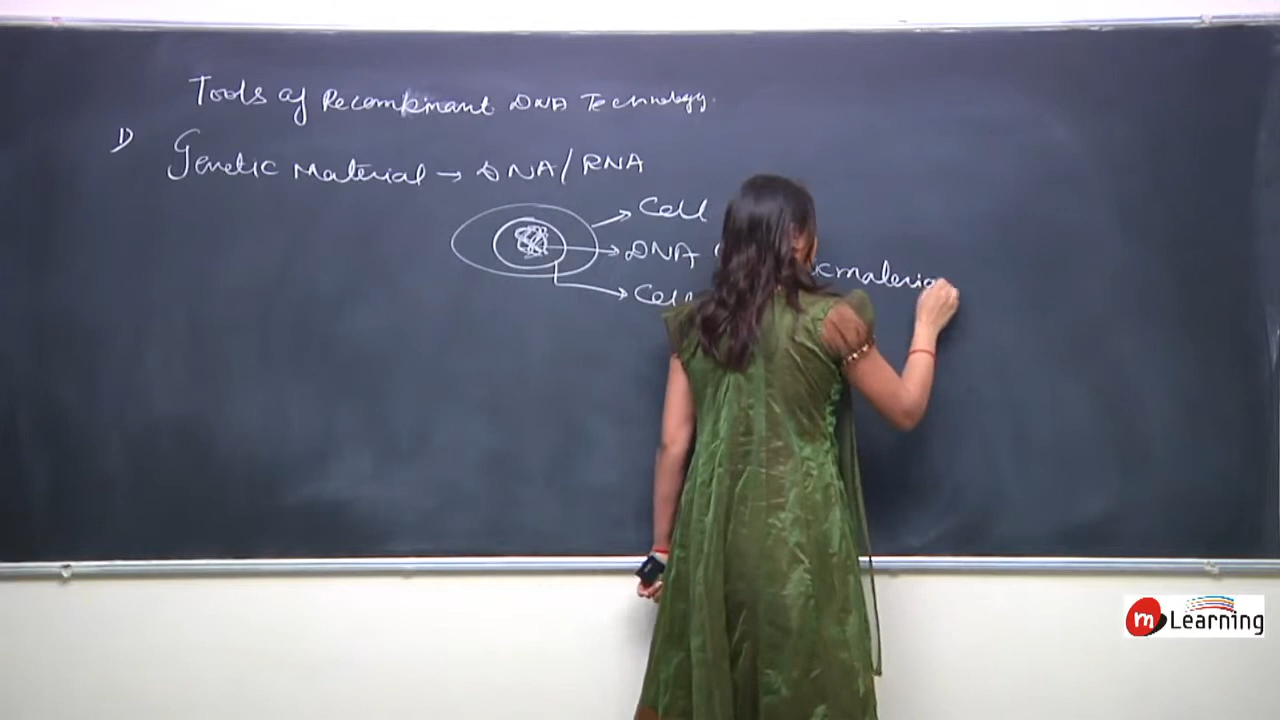 Tools of Recombinant DNA Technology.
1)
Genetic Material → DNA/RNA
Cell
DNA
Cell
m Learning